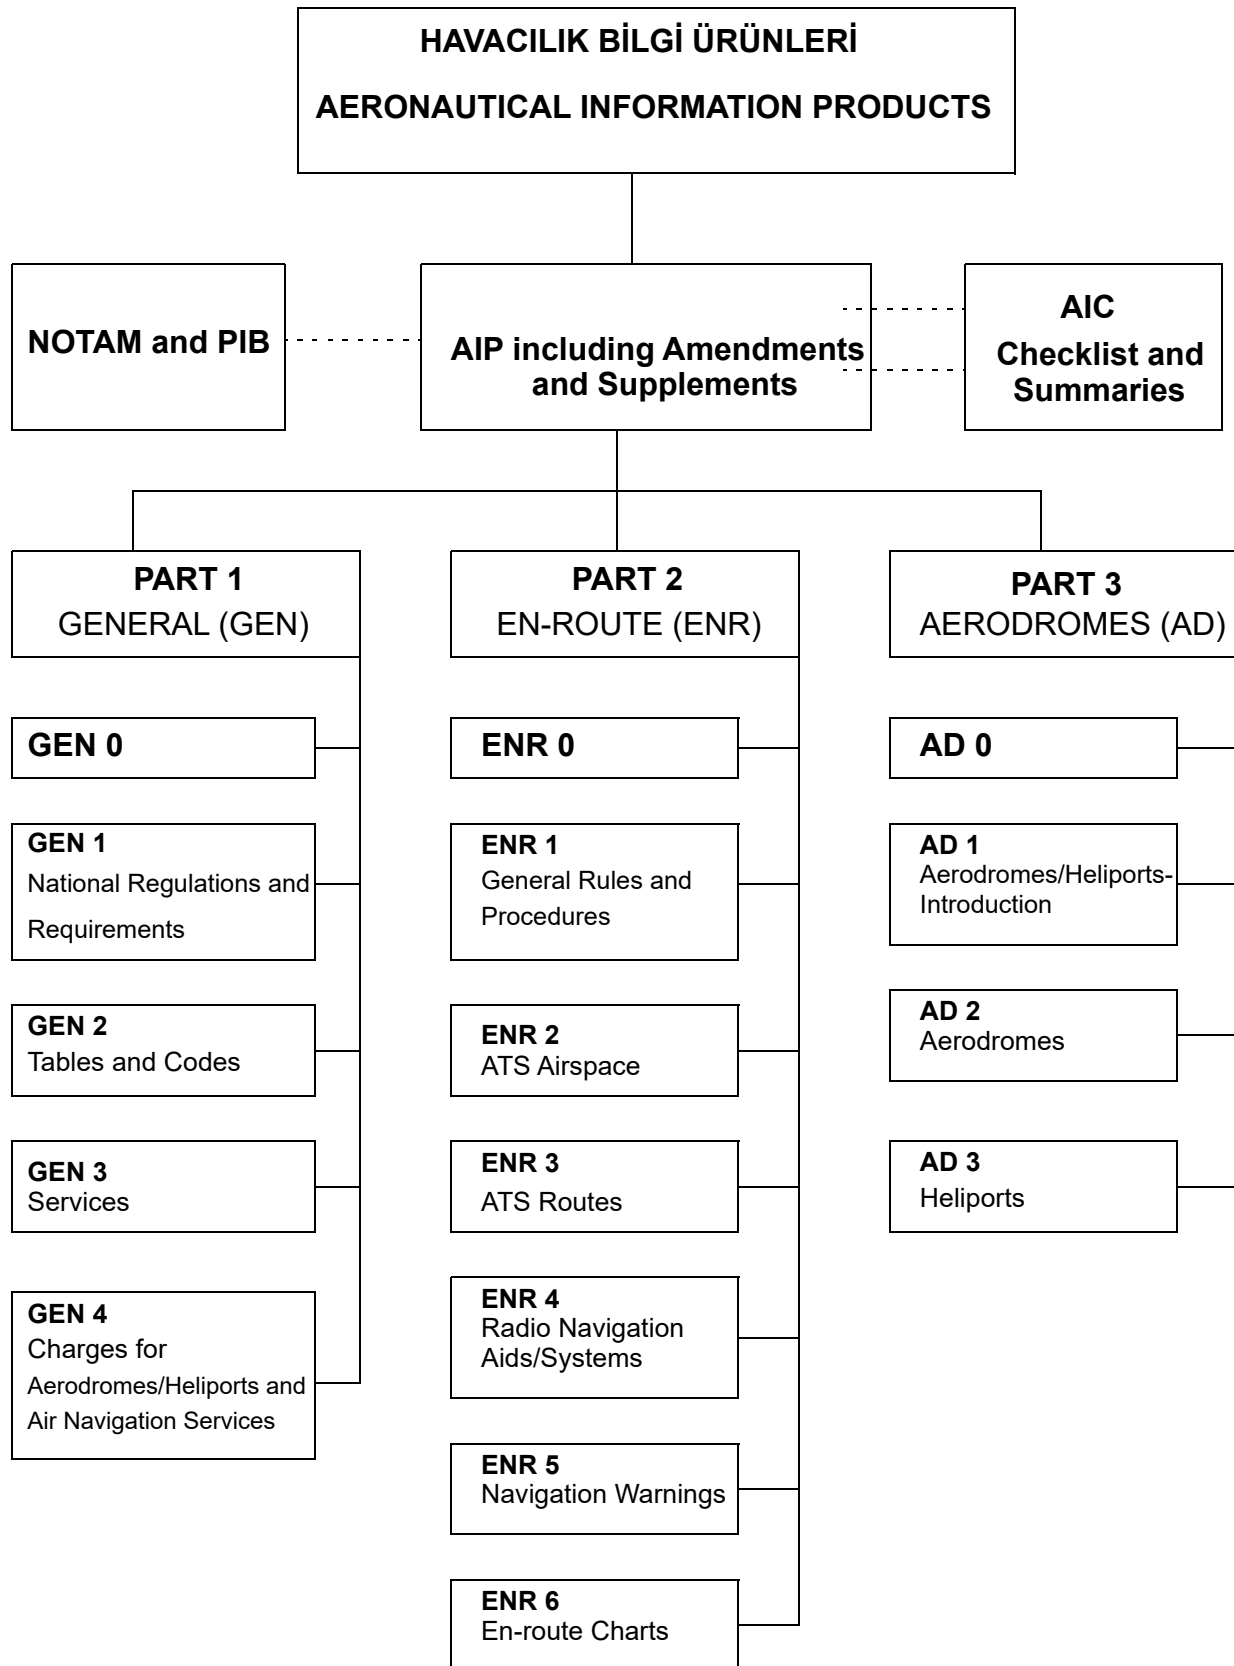 HAVACILIK BİLGİ ÜRÜNLERİ
AERONAUTICAL INFORMATION PRODUCTS
NOTAM and PIB
AIP including Amendments
and Supplements
AIC
Checklist and
Summaries
PART 1
GENERAL (GEN)
PART 2
EN-ROUTE (ENR)
PART 3
AERODROMES (AD)
GEN 0
GEN 1
National Regulations and
Requirements
GEN 2
Tables and Codes
GEN 3
Services
GEN 4
Charges for
Aerodromes/Heliports and
Air Navigation Services
ENR 0
ENR 1
General Rules and
Procedures
ENR 2
ATS Airspace
ENR 3
ATS Routes
ENR 4
Radio Navigation
Aids/Systems
ENR 5
Navigation Warnings
ENR 6
En-route Charts
AD 0
AD 1
Aerodromes/Heliports-
Introduction
AD 2
Aerodromes
AD 3
Heliports